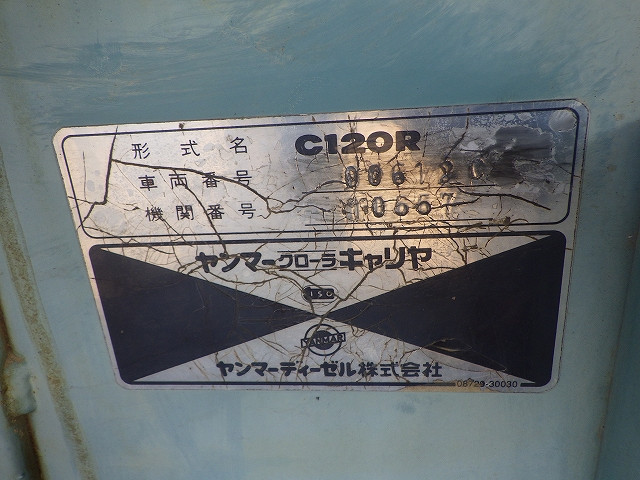 形式名 C120R
車両番号
機関番号
ヤンマークローラキャリヤ
ISO
YANMAR
ヤンマーディーゼル株式会社
08729-30030